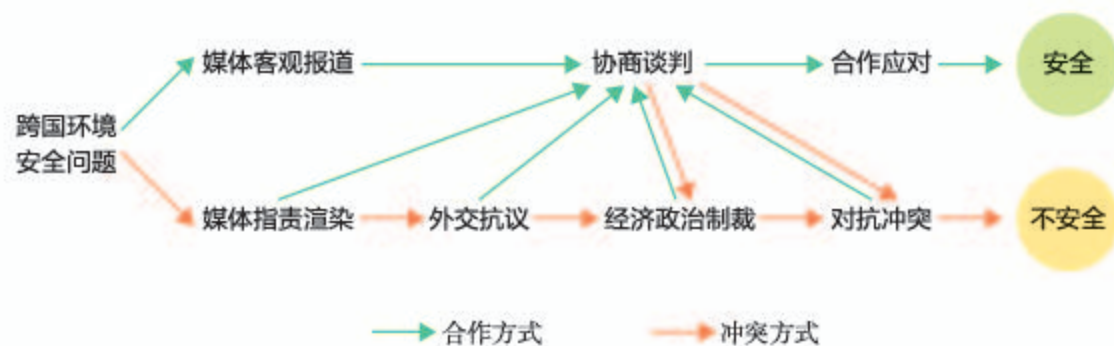 媒体客观报道
协商谈判
合作应对
安全
跨国环境
安全问题
媒体指责渲染
外交抗议
经济政治制裁
对抗冲突
不安全
合作方式
冲突方式